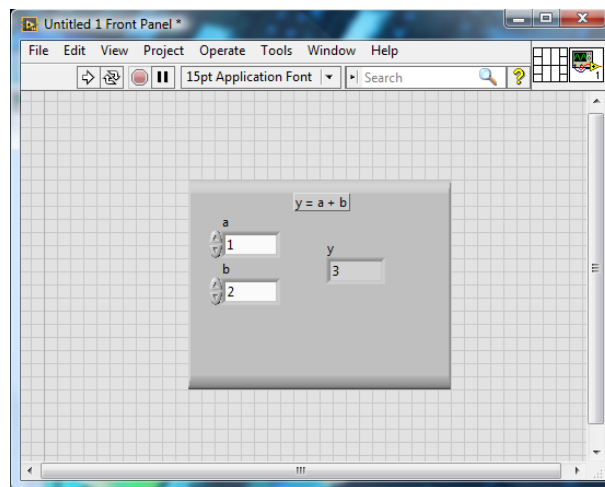 Untitled 1 Front Panel *
File Edit View Project Operate Tools Window Help
15pt Application Font Search ? 1
y = a + b
a
1
y
b
3
2